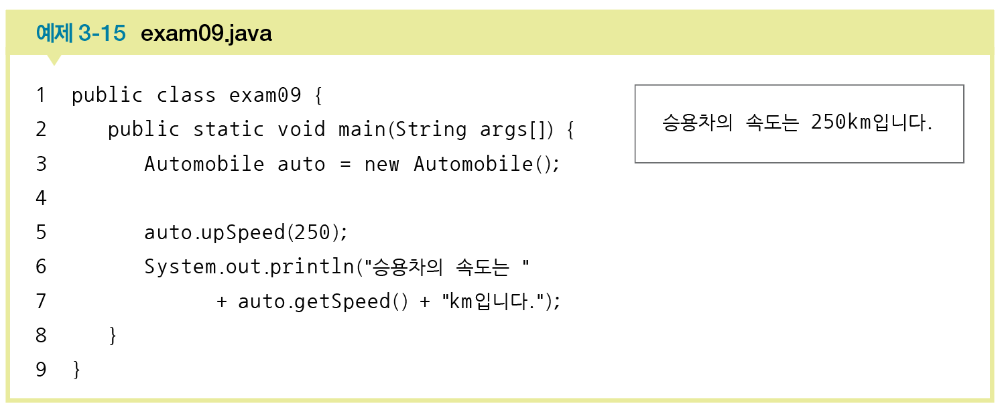 예제 3-15 exam09.java
1 public class exam09 {
2 public static void main(String args[]) {
3 Automobile auto = new Automobile();
4
5 auto.upSpeed(250);
6 System.out.println("승용차의 속도는 "
7 + auto.getSpeed() + "km입니다.");
8 }
9 }
승용차의 속도는 250km입니다.